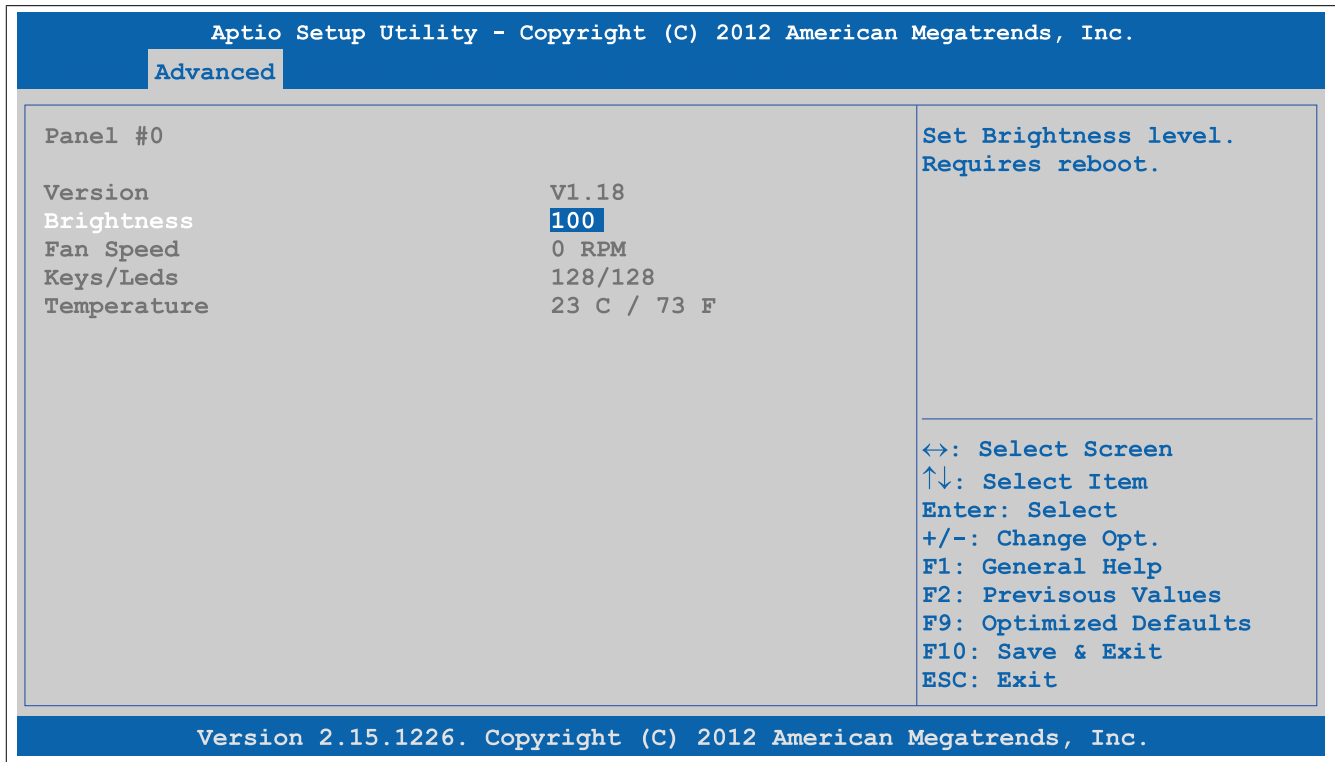 Aptio Setup Utility - Copyright (C) 2012 American Megatrends, Inc.
Advanced
Panel #0
Version V1.18
Brightness 100
Fan Speed 0 RPM
Keys/Leds 128/128
Temperature 23 C / 73 F
Set Brightness level.
Requires reboot.
↔: Select Screen
↑↓: Select Item
Enter: Select
+/-: Change Opt.
F1: General Help
F2: Previsous Values
F9: Optimized Defaults
F10: Save & Exit
ESC: Exit
Version 2.15.1226. Copyright (C) 2012 American Megatrends, Inc.